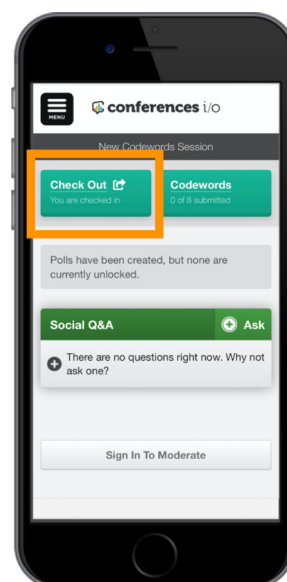 MENU
conferences i/o
New Codewords Session
Check Out
You are checked in
Codewords
0 of 8 submitted
Polls have been created, but none are
currently unlocked.
Social Q&A
Ask
There are no questions right now. Why not
ask one?
Sign In To Moderate